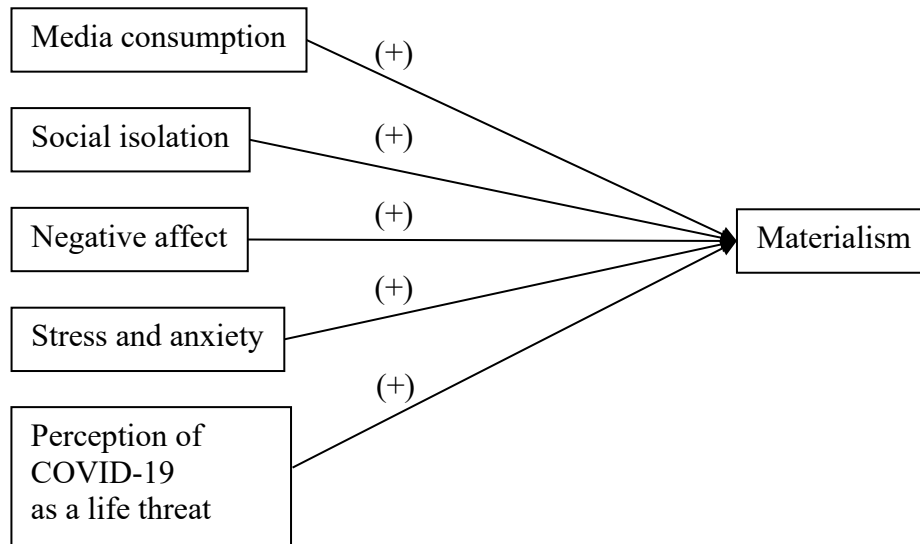 Media consumption
(+)
Social isolation
(+)
Negative affect
(+)
Materialism
Stress and anxiety
(+)
Perception of
COVID-19
as a life threat
(+)